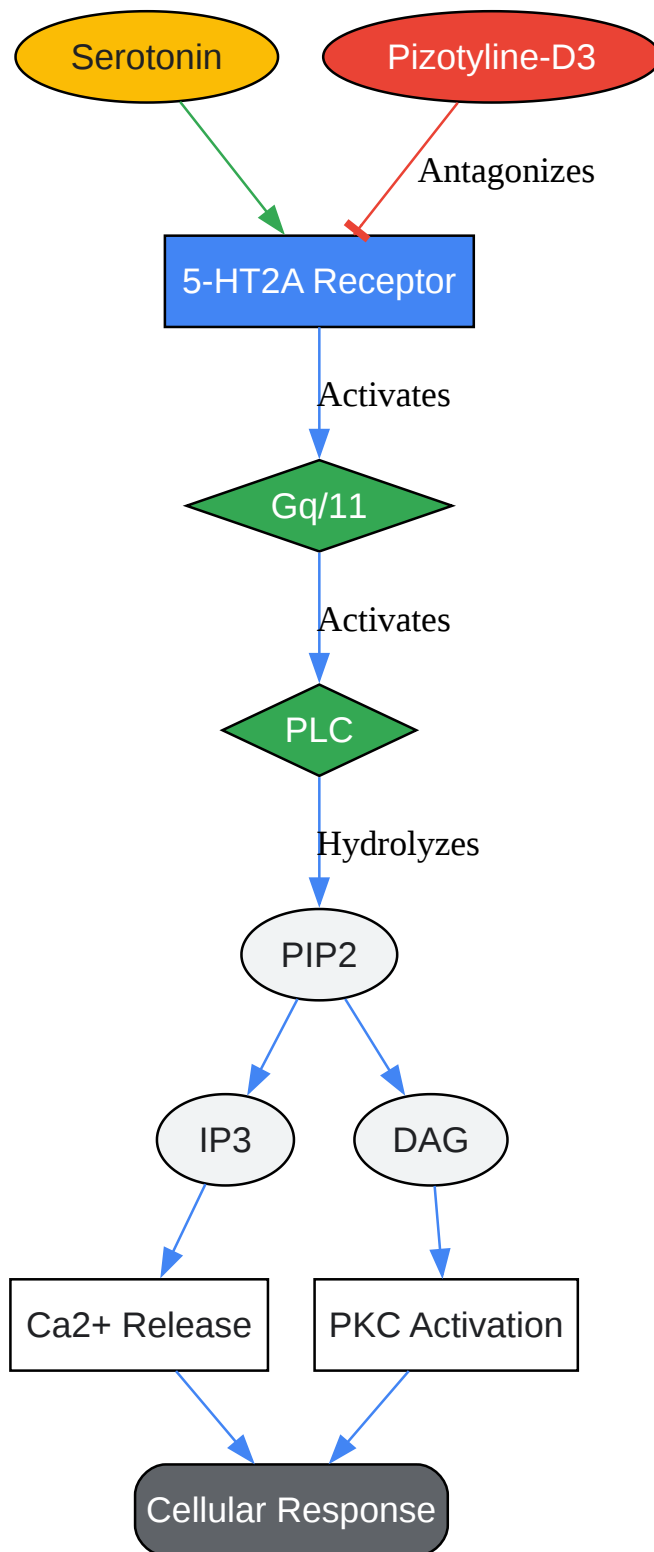 Serotonin
Pizotyline-D3
Antagonizes
5-HT2A Receptor
Activates
Gq/11
Activates
PLC
Hydrolyzes
PIP2
IP3
DAG
Ca2+ Release
PKC Activation
Cellular Response